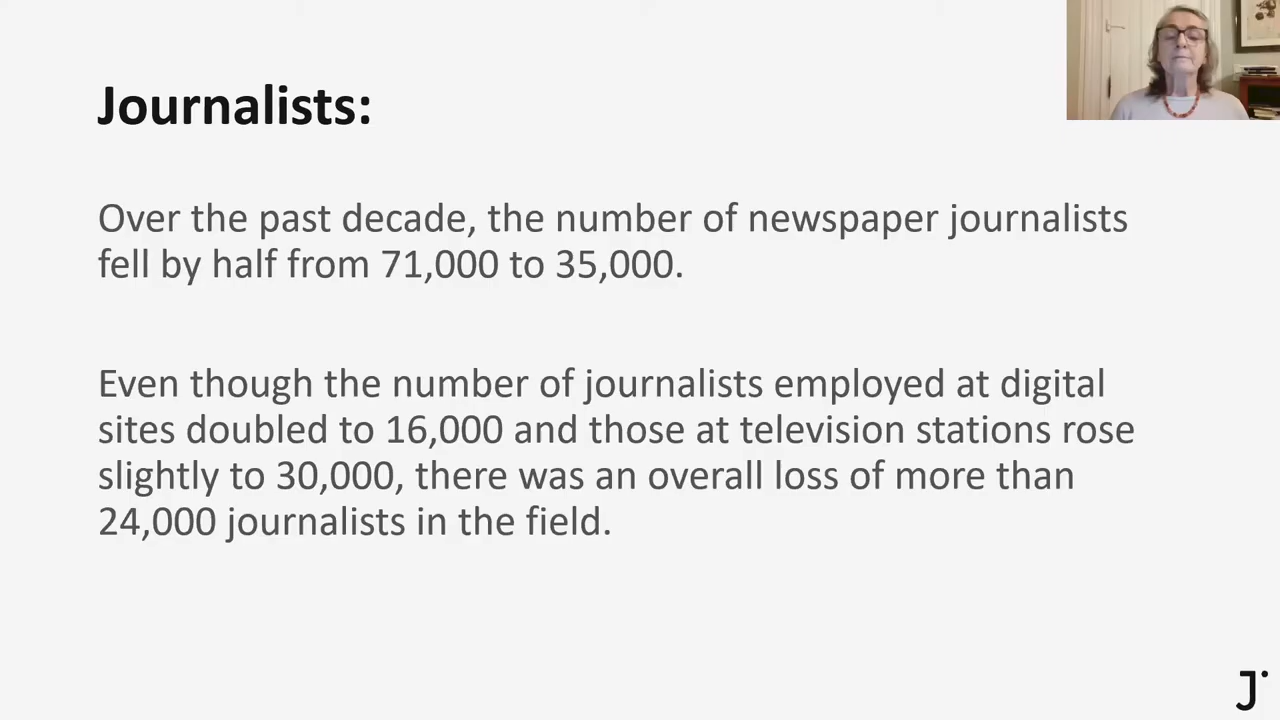 Journalists:
Over the past decade, the number of newspaper journalists
fell by half from 71,000 to 35,000.
Even though the number of journalists employed at digital
sites doubled to 16,000 and those at television stations rose
slightly to 30,000, there was an overall loss of more than
24,000 journalists in the field.
J